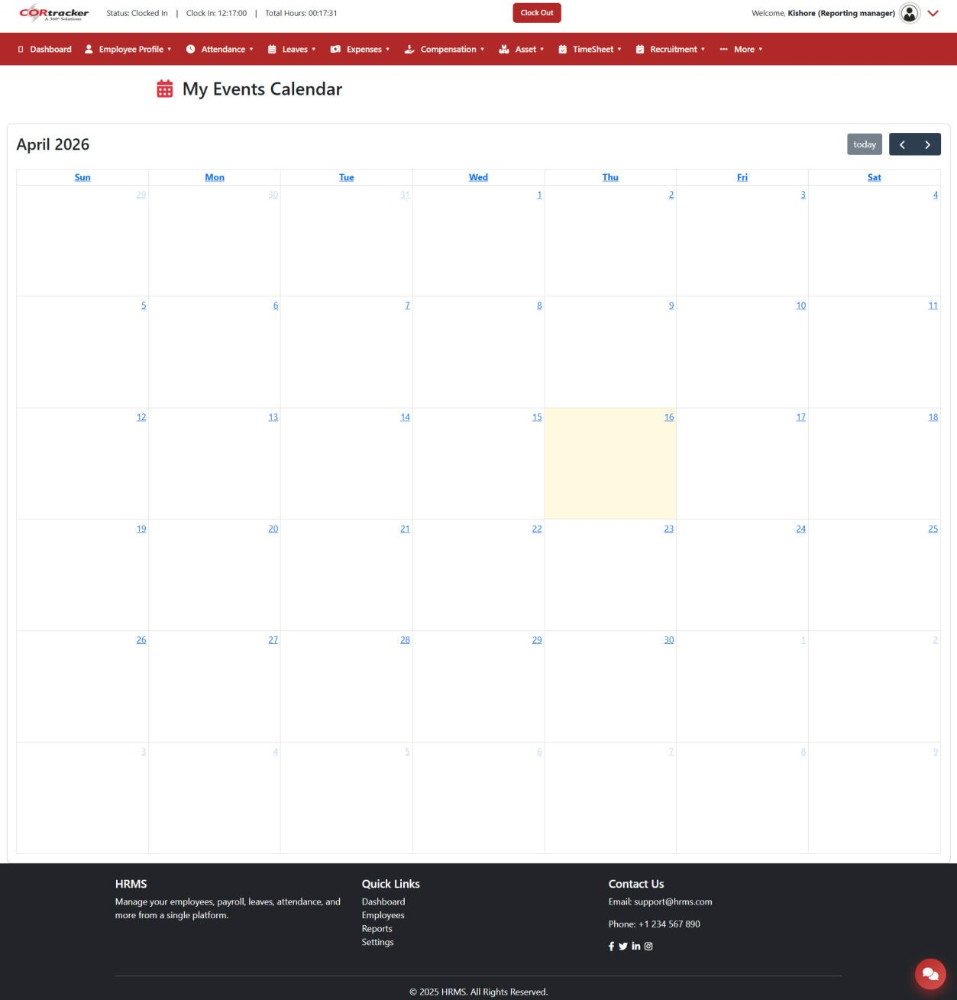 CORtracker
A 360° Solutions
Status: Clocked In | Clock In: 12:17:00 | Total Hours: 00:17:31
Clock Out
Welcome, Kishore (Reporting manager)
Dashboard Employee Profile Attendance Leaves Expenses Compensation Asset TimeSheet Recruitment More
My Events Calendar
April 2026
today
Sun Mon Tue Wed Thu Fri Sat
29 30 31 1 2 3 4
5 6 7 8 9 10 11
12 13 14 15 16 17 18
19 20 21 22 23 24 25
26 27 28 29 30 1 2
3 4 5 6 7 8 9
HRMS
Manage your employees, payroll, leaves, attendance, and
more from a single platform.
Quick Links
Dashboard
Employees
Reports
Settings
Contact Us
Email: support@hrms.com
Phone: +1 234 567 890
© 2025 HRMS. All Rights Reserved.